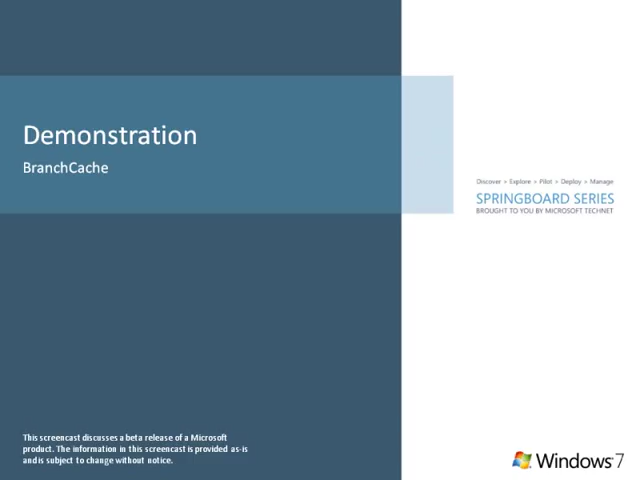 Demonstration
BranchCache
Discover > Explore > Pilot > Deploy > Manage
SPRINGBOARD SERIES
BROUGHT TO YOU BY MICROSOFT TECHNET
This screencast discusses a beta release of a Microsoft
product. The information in this screencast is provided as-is
and is subject to change without notice.
Windows 7